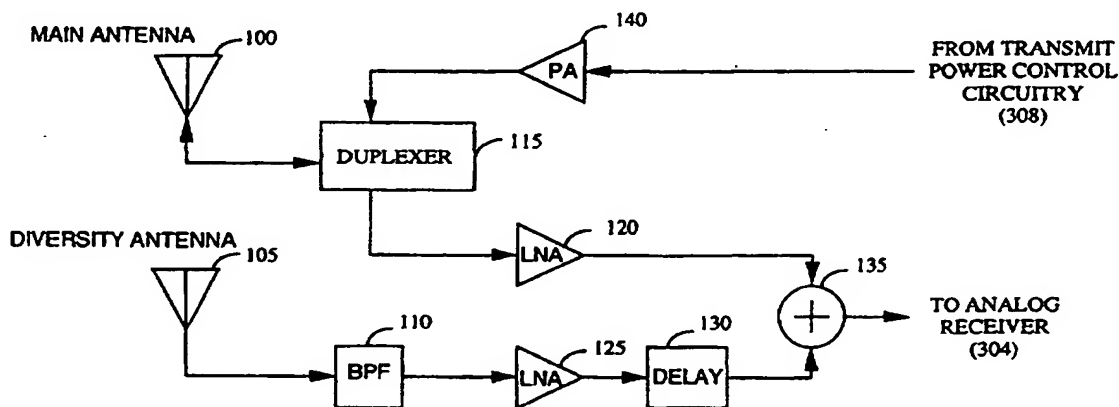 MAIN ANTENNA
100
140
PA
FROM TRANSMIT
POWER CONTROL
CIRCUITRY
(308)
DUPLEXER
115
DIVERSITY ANTENNA
105
LNA
120
135
+
TO ANALOG
RECEIVER
(304)
110
BPF
125
LNA
130
DELAY